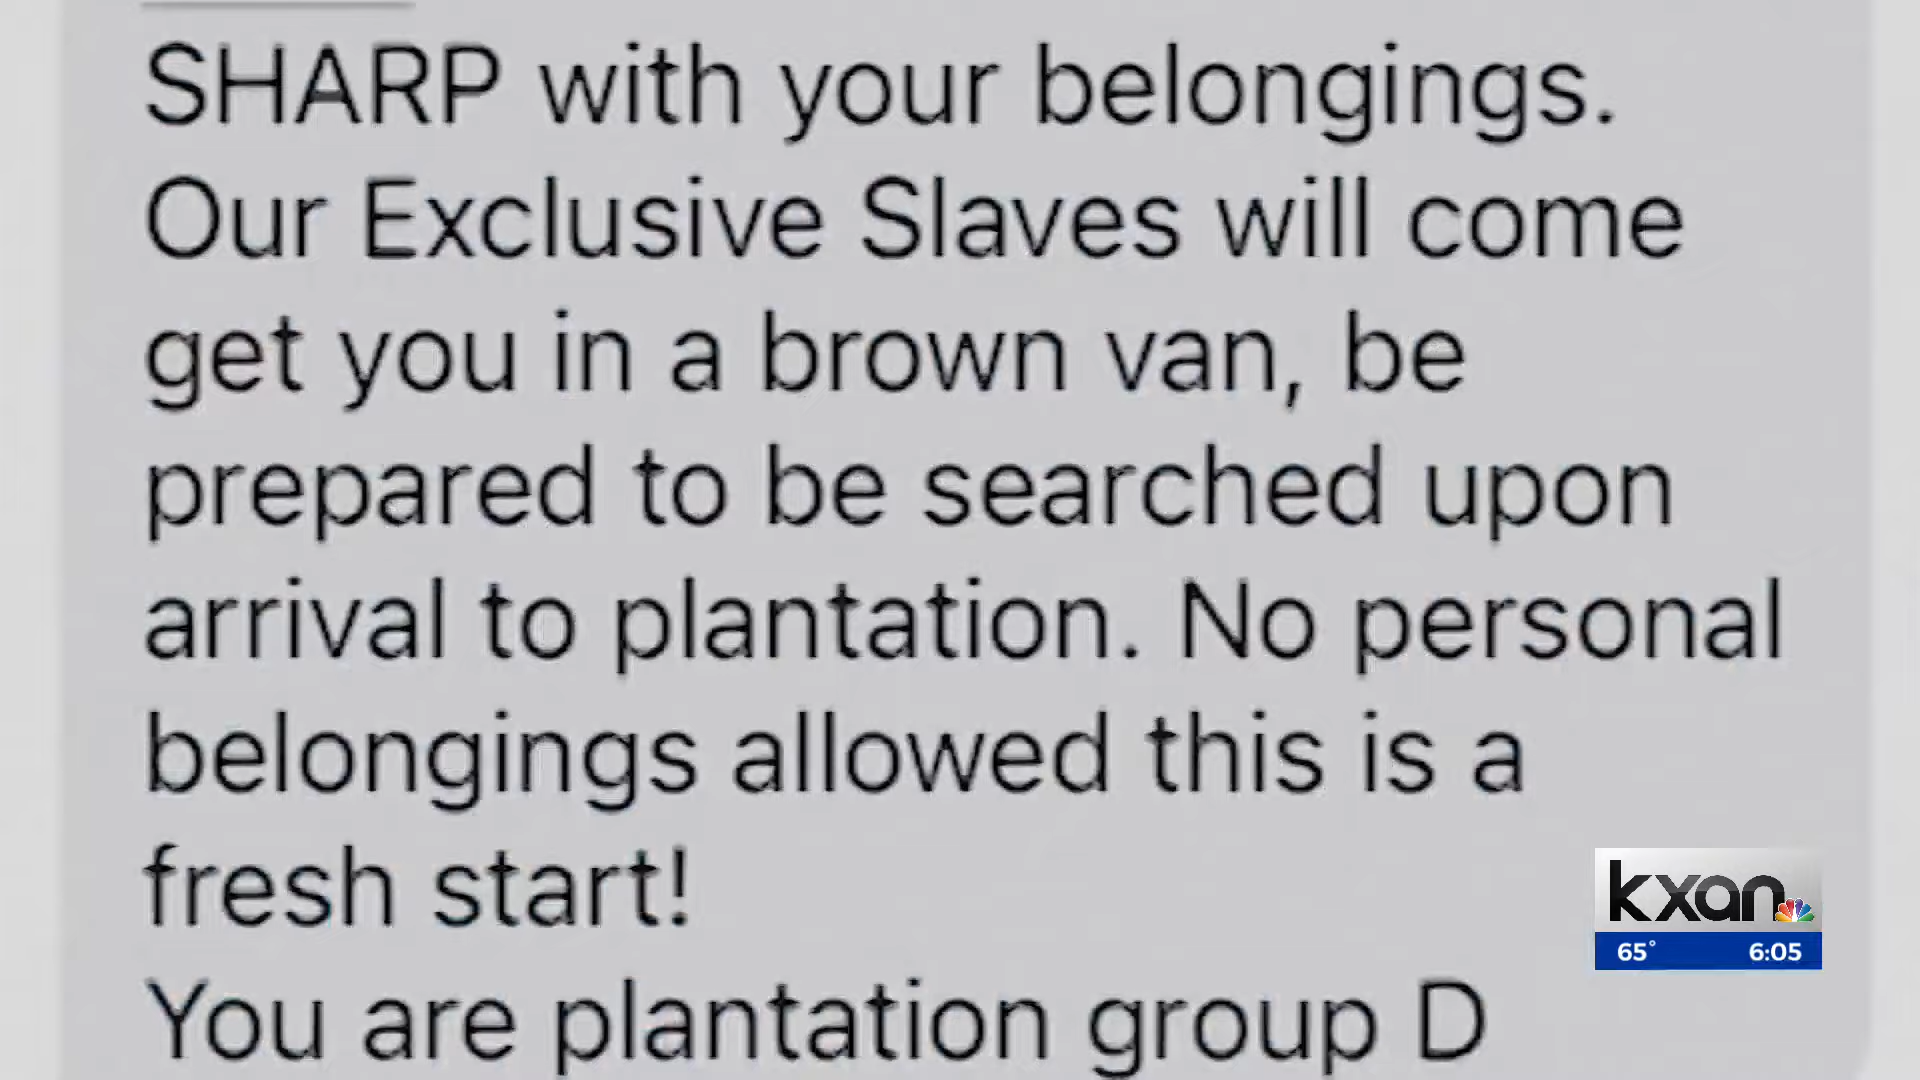 SHARP with your belongings.
Our Exclusive Slaves will come
get you in a brown van, be
prepared to be searched upon
arrival to plantation. No personal
belongings allowed this is a
fresh start!
You are plantation group D
kxan
65° 6:05